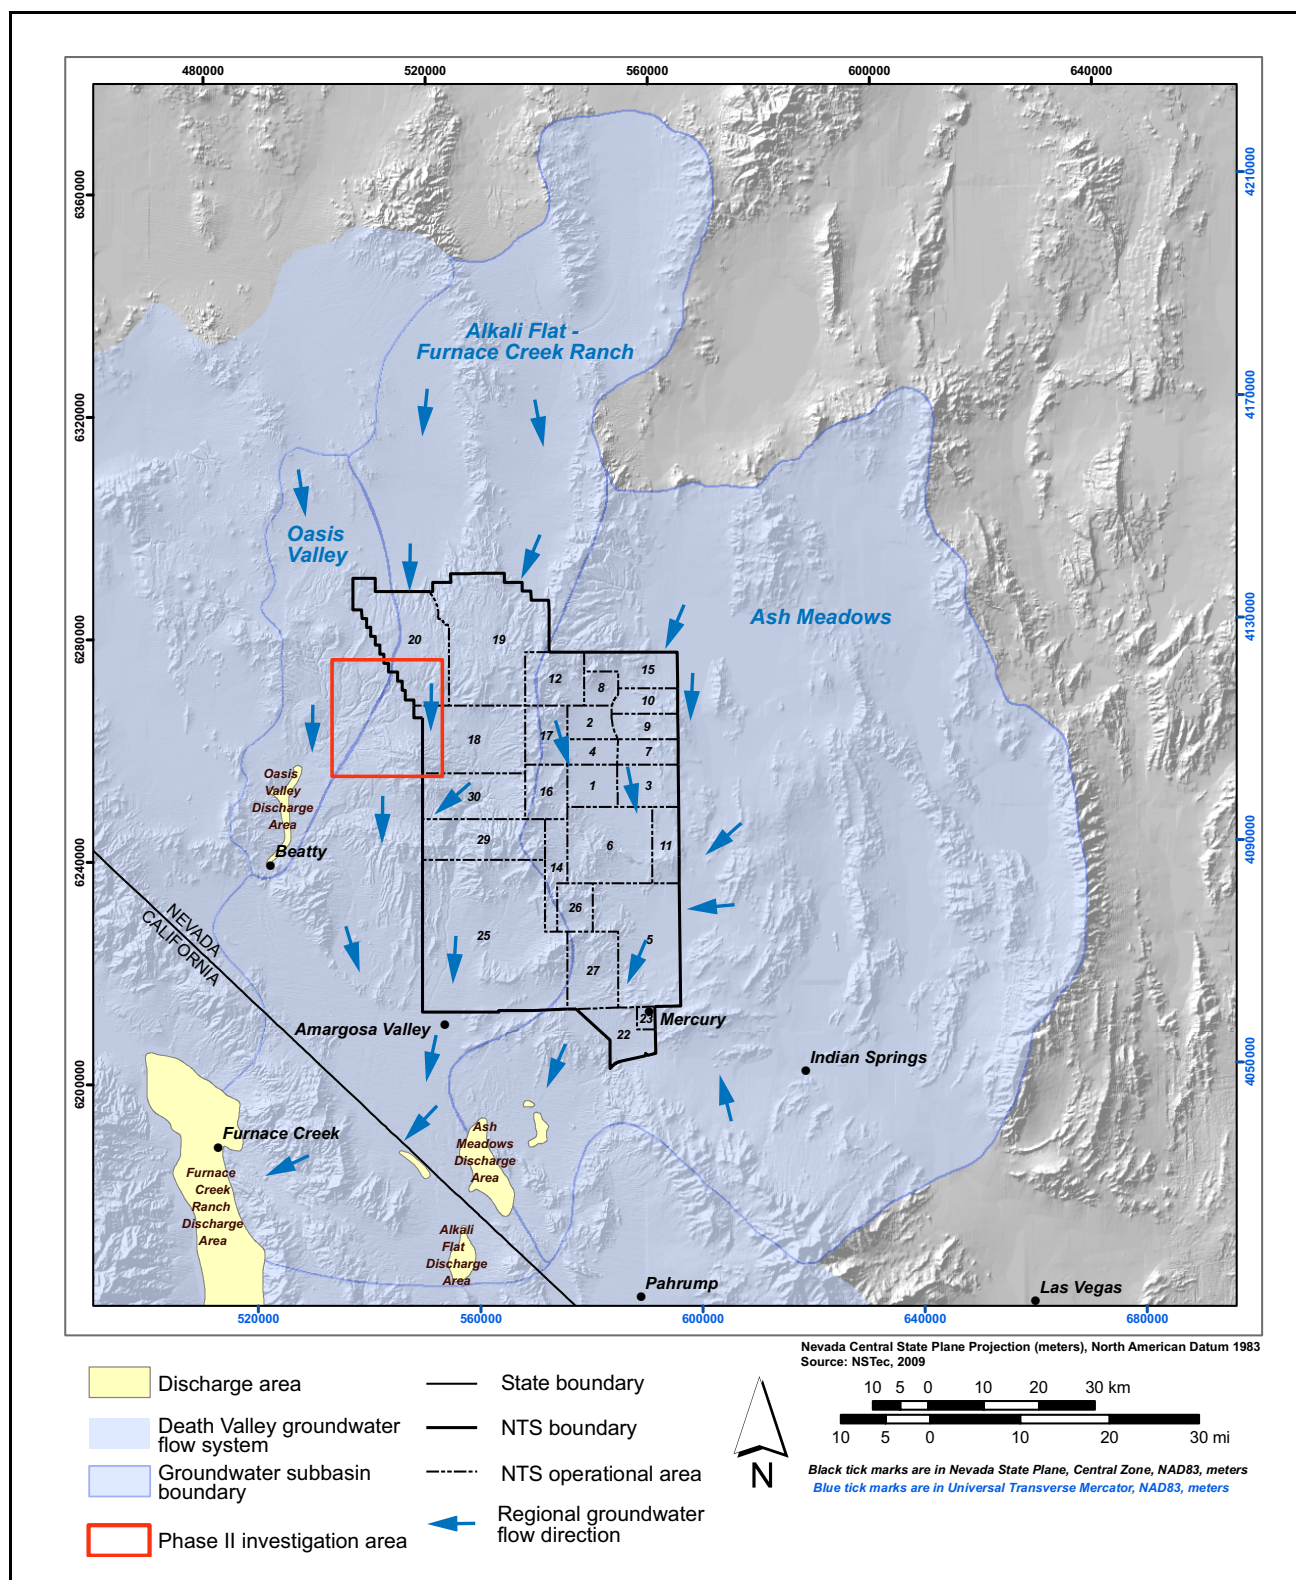 480000
520000
560000
600000
640000
6360000
4210000
Alkali Flat -
Furnace Creek Ranch
6320000
4170000
Oasis
Valley
Ash Meadows
4130000
6280000
20
19
15
12
8
10
2
9
17
18
4
7
Oasis
Valley
Discharge
Area
30
16
1
3
29
6
11
4090000
Beatty
6240000
14
26
NEVADA
CALIFORNIA
25
5
27
Amargosa Valley
23
Mercury
22
Indian Springs
4050000
6200000
Furnace Creek
Ash
Meadows
Discharge
Area
Furnace
Creek
Ranch
Discharge
Area
Alkali
Flat
Discharge
Area
Pahrump
Las Vegas
520000
560000
600000
640000
680000
Nevada Central State Plane Projection (meters), North American Datum 1983
Source: NSTec, 2009
Discharge area
Death Valley groundwater
flow system
Groundwater subbasin
boundary
Phase II investigation area
State boundary
NTS boundary
NTS operational area
Regional groundwater
flow direction
N
10 5 0 10 20 30 km
10 5 0 10 20 30 mi
Black tick marks are in Nevada State Plane, Central Zone, NAD83, meters
Blue tick marks are in Universal Transverse Mercator, NAD83, meters